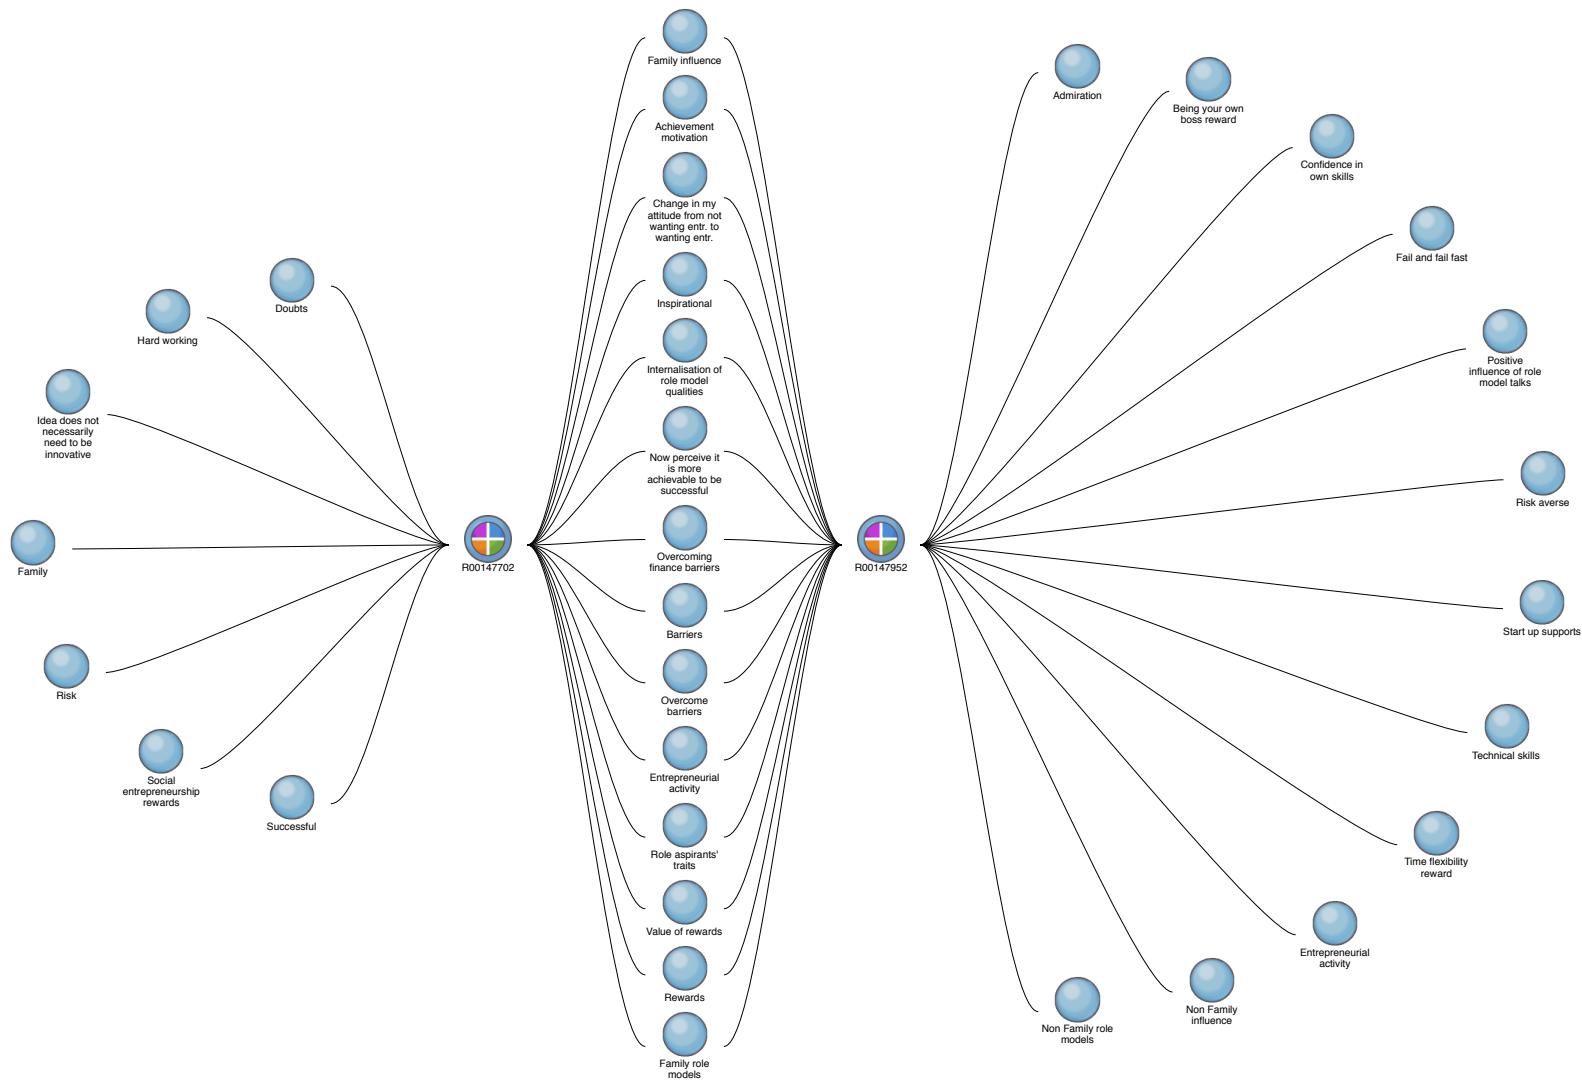 Doubts
Hard working
Idea does not
necessarily
need to be
innovative
Family
Risk
Social
entrepreneurship
rewards
Successful
R00147702
Family influence
Achievement
motivation
Change in my
attitude from not
wanting entr. to
wanting entr.
Inspirational
Internalisation of
role model
qualities
Now perceive it
is more
achievable to be
successful
Overcoming
finance barriers
Barriers
Overcome
barriers
Entrepreneurial
activity
Role aspirants'
traits
Value of rewards
Rewards
Family role
models
R00147952
Admiration
Being your own
boss reward
Confidence in
own skills
Fail and fail fast
Positive
influence of role
model talks
Risk averse
Start up supports
Technical skills
Time flexibility
reward
Entrepreneurial
activity
Non Family
influence
Non Family role
models